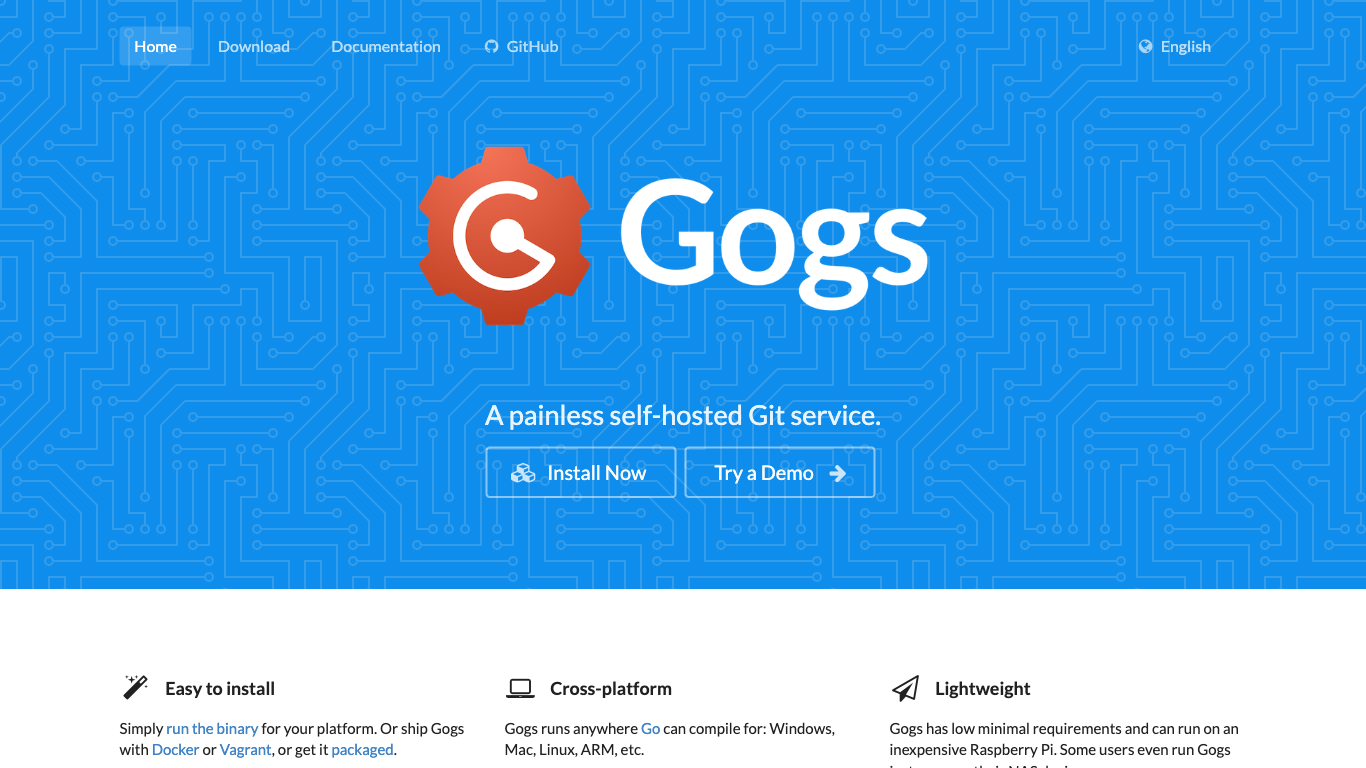 Home Download Documentation GitHub English
Gogs
A painless self-hosted Git service.
Install Now Try a Demo
Easy to install
Simply run the binary for your platform. Or ship Gogs
with Docker or Vagrant, or get it packaged.
Cross-platform
Gogs runs anywhere Go can compile for: Windows,
Mac, Linux, ARM, etc.
Lightweight
Gogs has low minimal requirements and can run on an
inexpensive Raspberry Pi. Some users even run Gogs